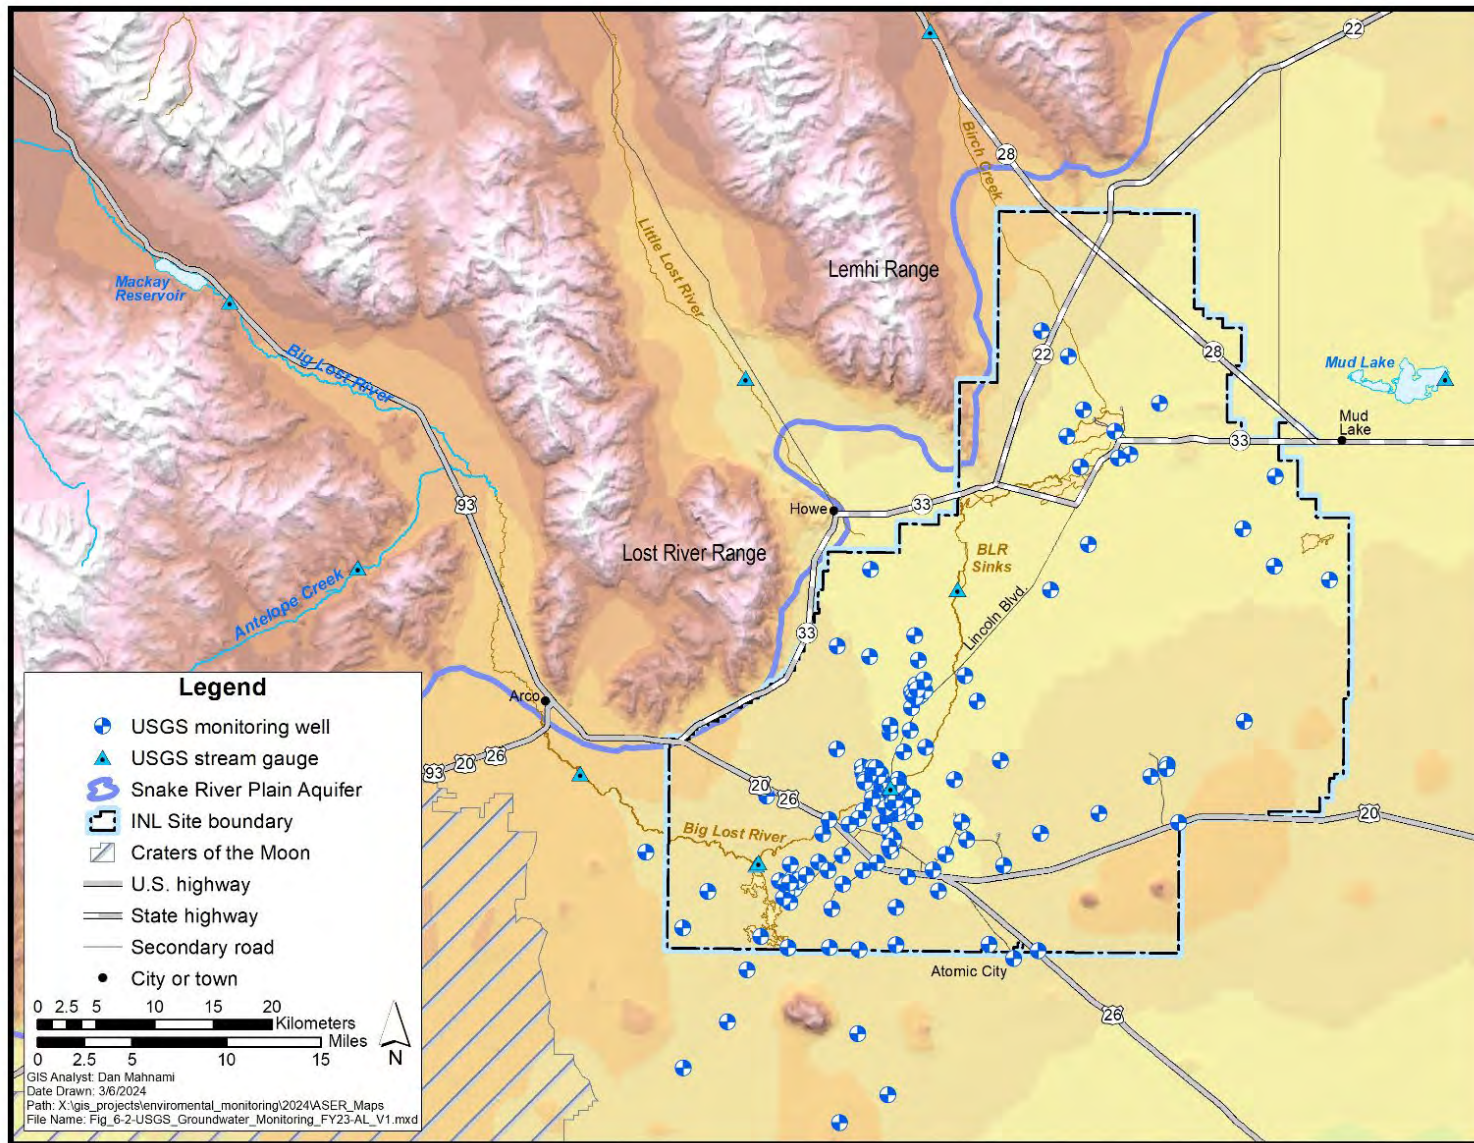 22
Birch Creek
28
Little Lost River
Lemhi Range
Mackay
Reservoir
Big Lost River
22
28
Mud Lake
Mud
Lake
33
93
Howe
33
Lost River Range
BLR
Sinks
Antelope Creek
Lincoln Blvd.
33
Arco
93
20
26
20
26
Big Lost River
20
Atomic City
26
Legend
USGS monitoring well
USGS stream gauge
Snake River Plain Aquifer
INL Site boundary
Craters of the Moon
U.S. highway
State highway
Secondary road
City or town
0 2.5 5 10 15 20
Kilometers
Miles
0 2.5 5 10 15
N
GIS Analyst: Dan Mahnami
Date Drawn: 3/6/2024
Path: X:\gis_projects\enviromental_monitoring\2024\ASER_Maps
File Name: Fig_6-2-USGS_Groundwater_Monitoring_FY23-AL_V1.mxd